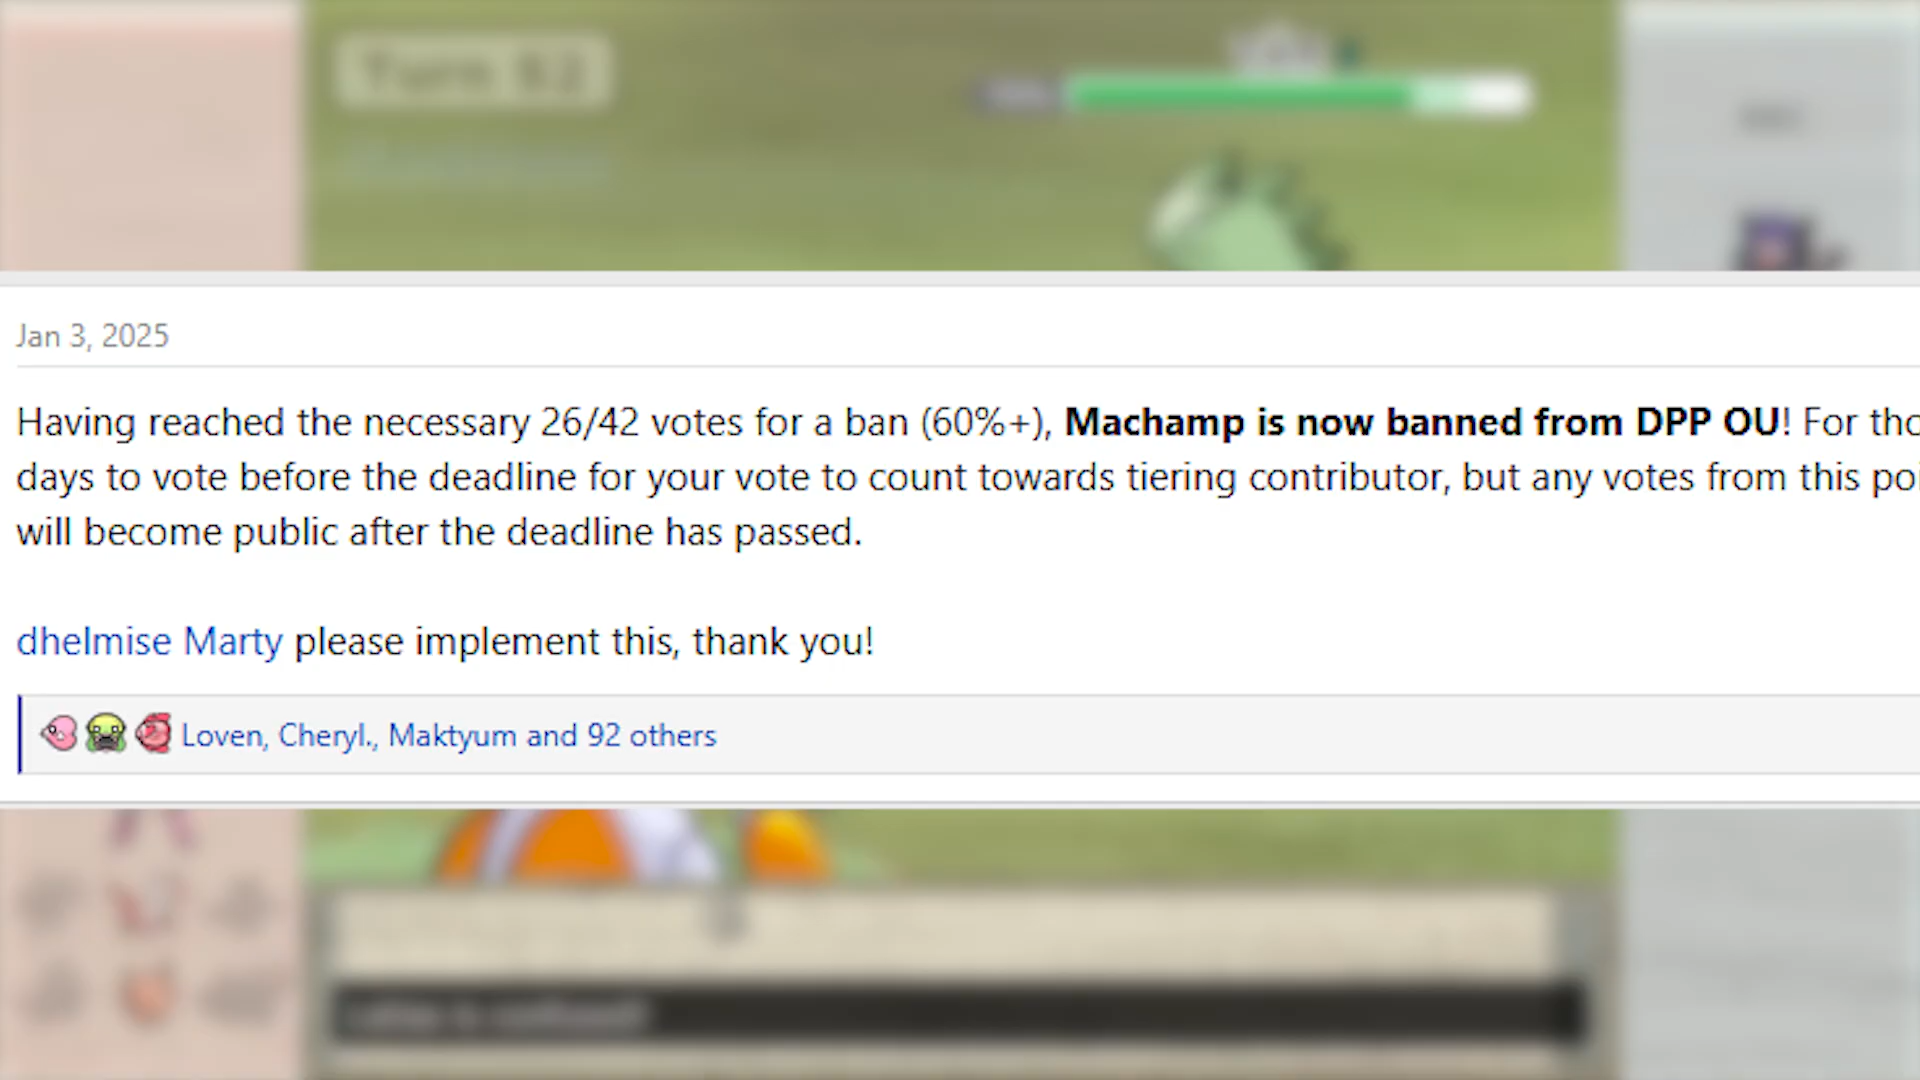 Turn 52
Jan 3, 2025
Having reached the necessary 26/42 votes for a ban (60%+), Machamp is now banned from DPP OU! For tho
days to vote before the deadline for your vote to count towards tiering contributor, but any votes from this poi
will become public after the deadline has passed.
dhelmise Marty please implement this, thank you!
Loven, Cheryl., Maktyum and 92 others